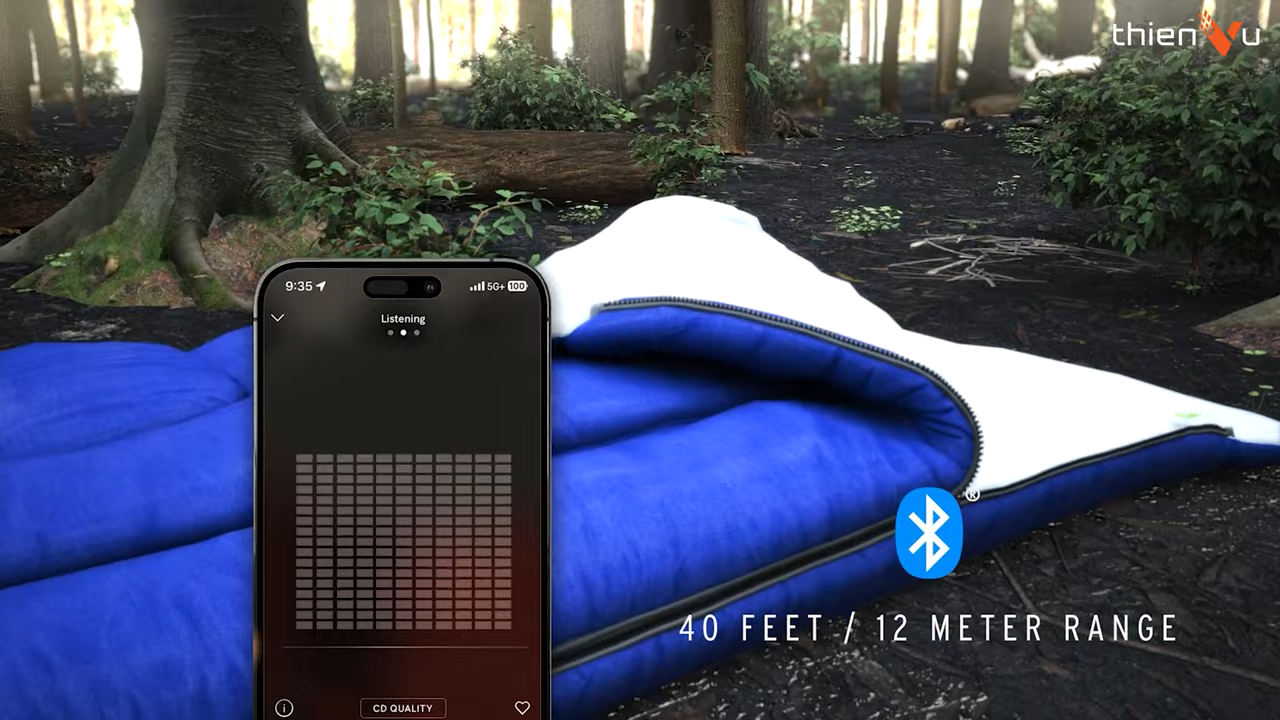 thienVu
9:35
5G+ 100
Listening
®
40 FEET / 12 METER RANGE
CD QUALITY